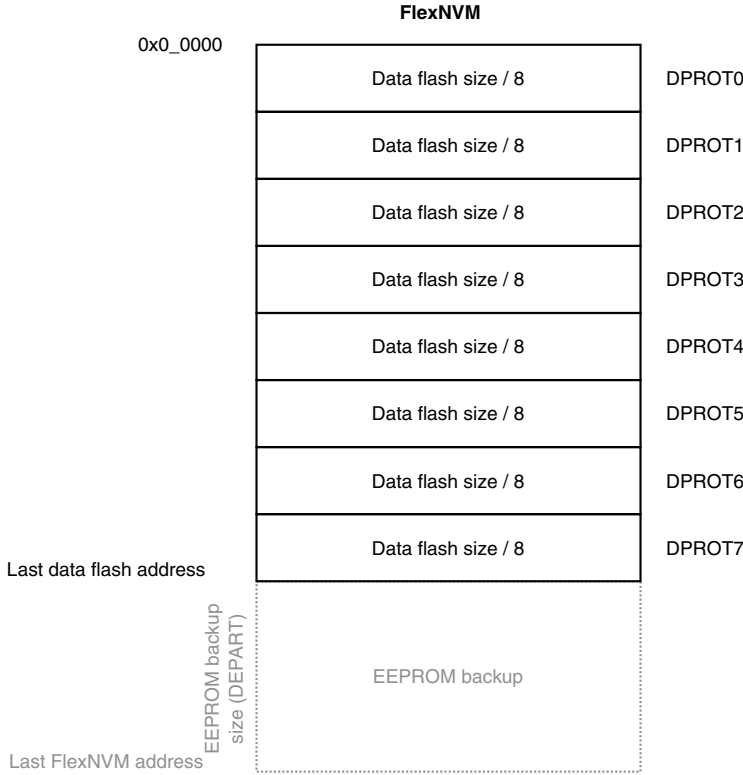 FlexNVM
0x0_0000
Data flash size / 8 DPROT0
Data flash size / 8 DPROT1
Data flash size / 8 DPROT2
Data flash size / 8 DPROT3
Data flash size / 8 DPROT4
Data flash size / 8 DPROT5
Data flash size / 8 DPROT6
Data flash size / 8 DPROT7
Last data flash address
EEPROM backup
size (DEPART)
EEPROM backup
Last FlexNVM address